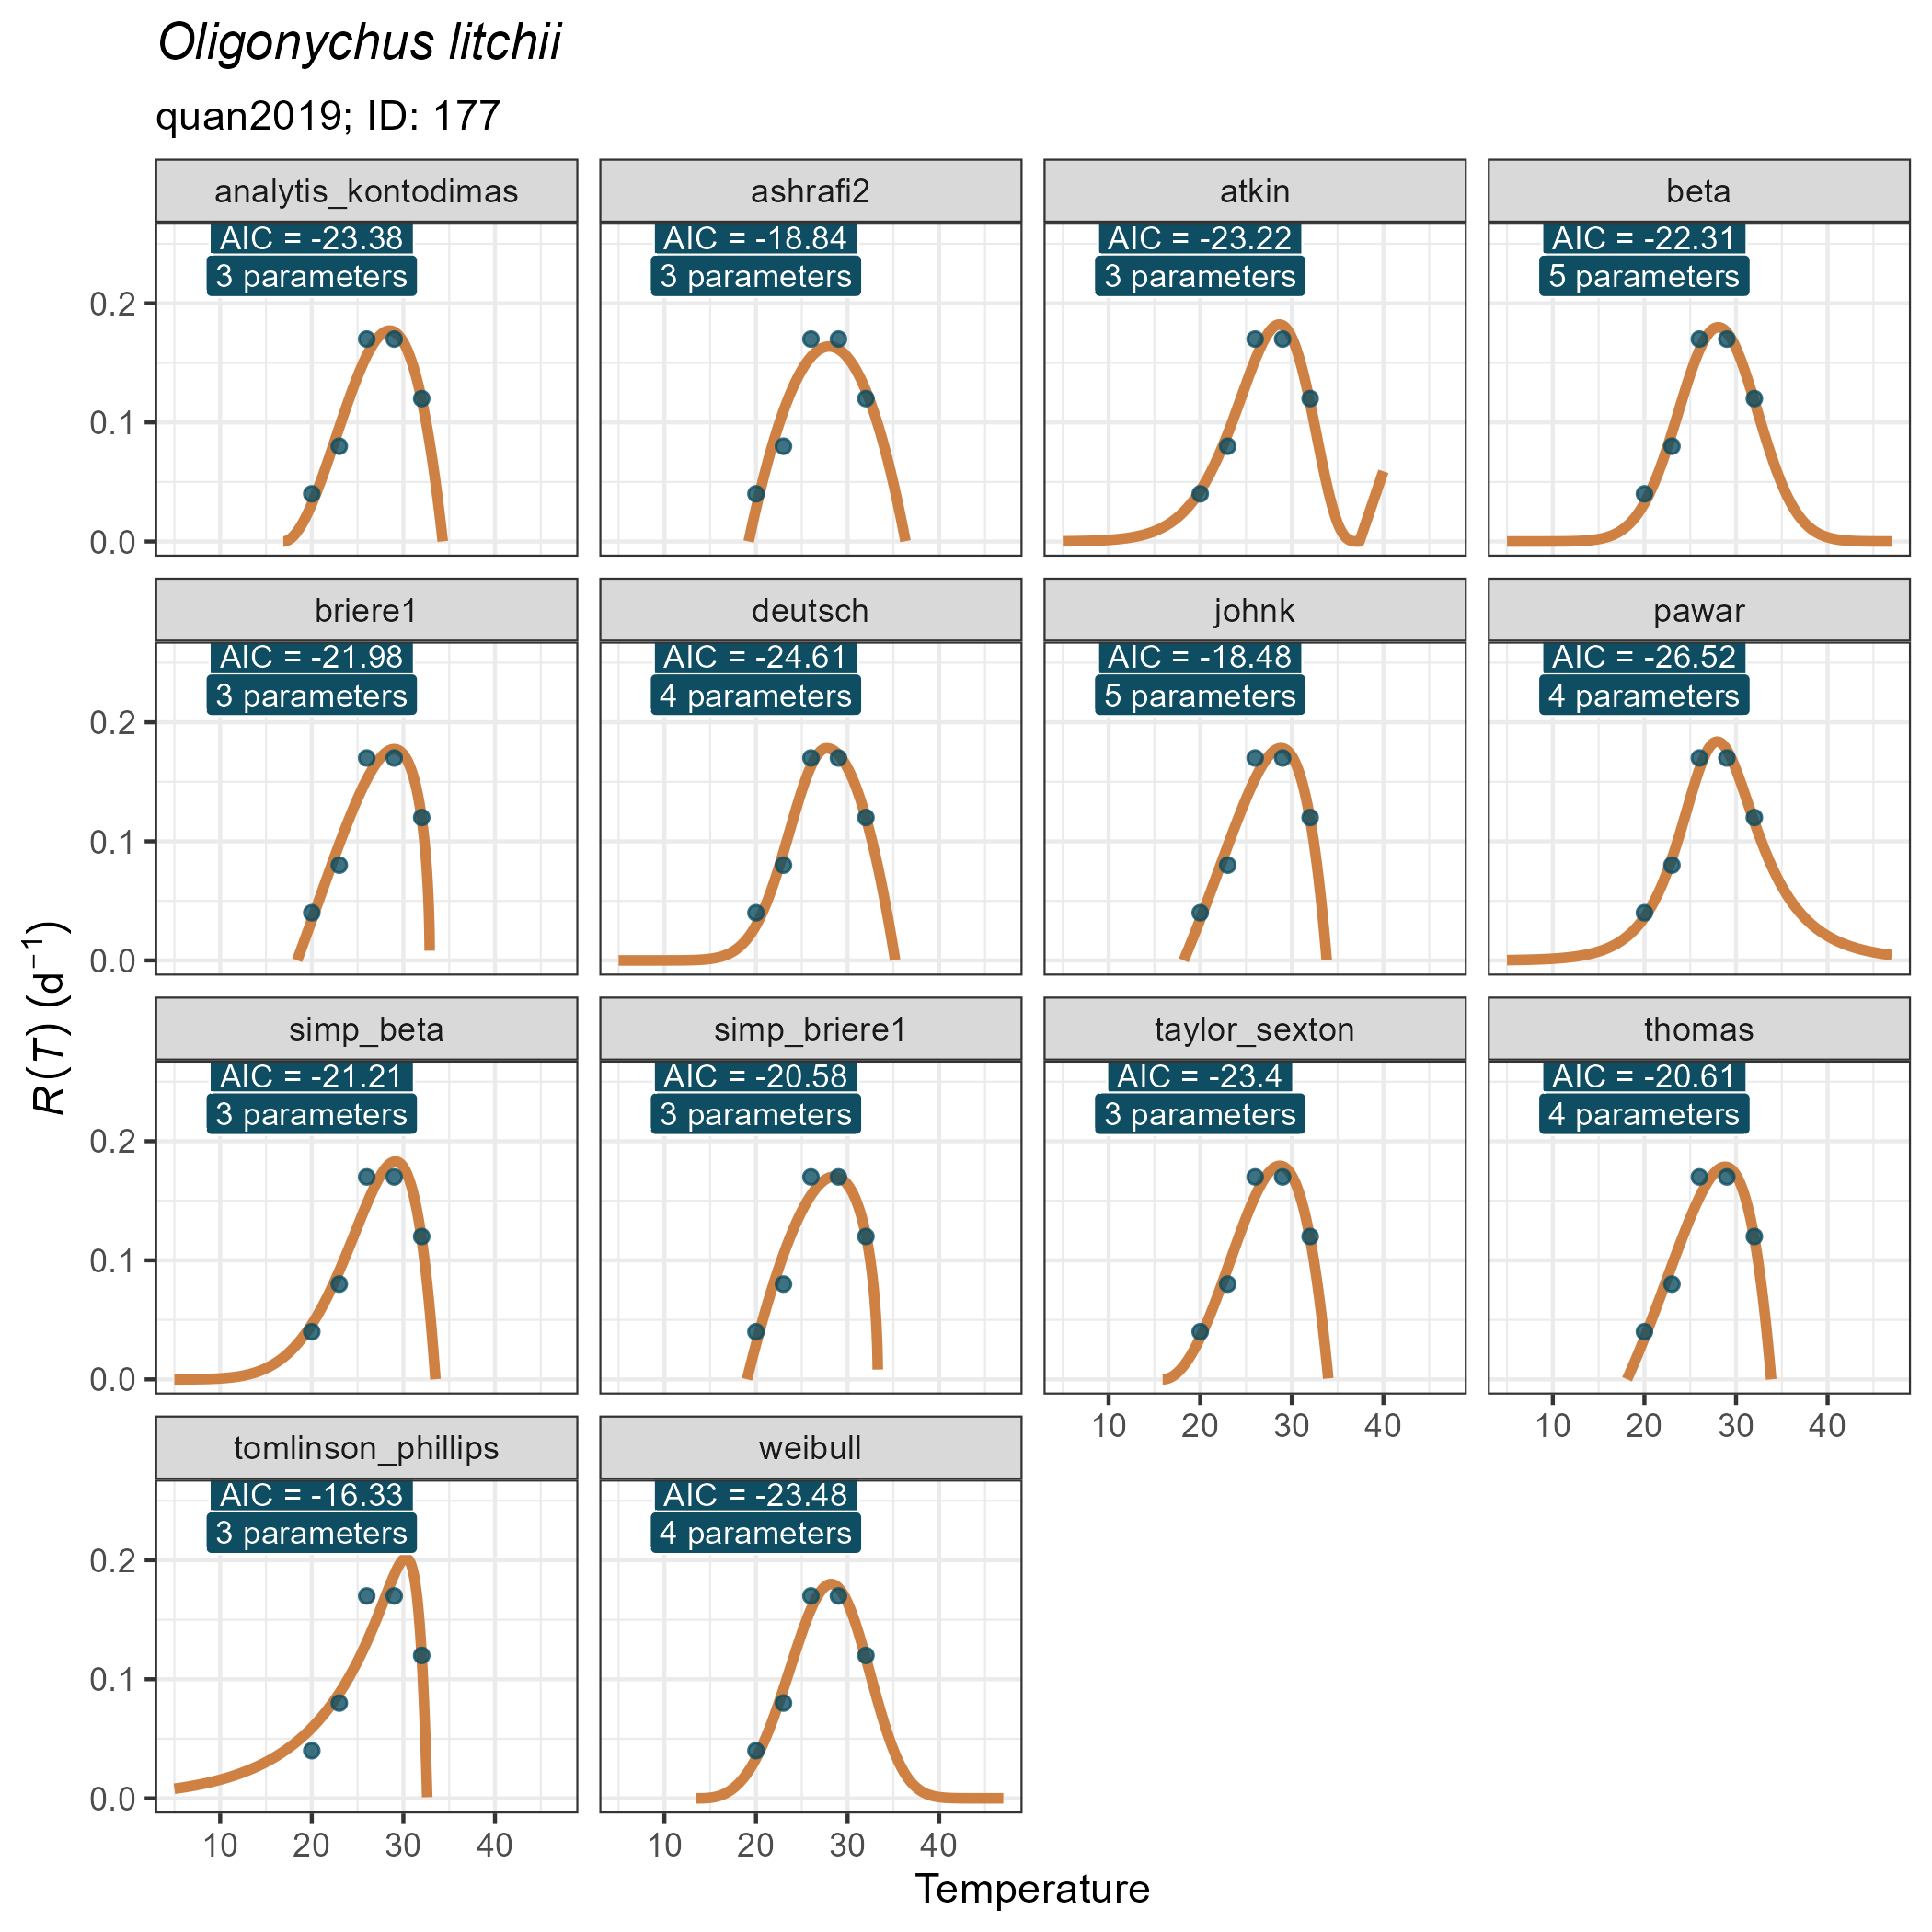 Oligonychus litchii
quan2019; ID: 177
analytis_kontodimas
ashrafi2
atkin
beta
AIC = -23.38
3 parameters
AIC = -18.84
3 parameters
AIC = -23.22
3 parameters
AIC = -22.31
5 parameters
0.2
0.1
0.0
briere1
deutsch
johnk
pawar
AIC = -21.98
3 parameters
AIC = -24.61
4 parameters
AIC = -18.48
5 parameters
AIC = -26.52
4 parameters
0.2
0.1
0.0
R(T) (d⁻¹)
simp_beta
simp_briere1
taylor_sexton
thomas
AIC = -21.21
3 parameters
AIC = -20.58
3 parameters
AIC = -23.4
3 parameters
AIC = -20.61
4 parameters
0.2
0.1
0.0
10 20 30 40
10 20 30 40
tomlinson_phillips
weibull
AIC = -16.33
3 parameters
AIC = -23.48
4 parameters
0.2
0.1
0.0
10 20 30 40
10 20 30 40
Temperature